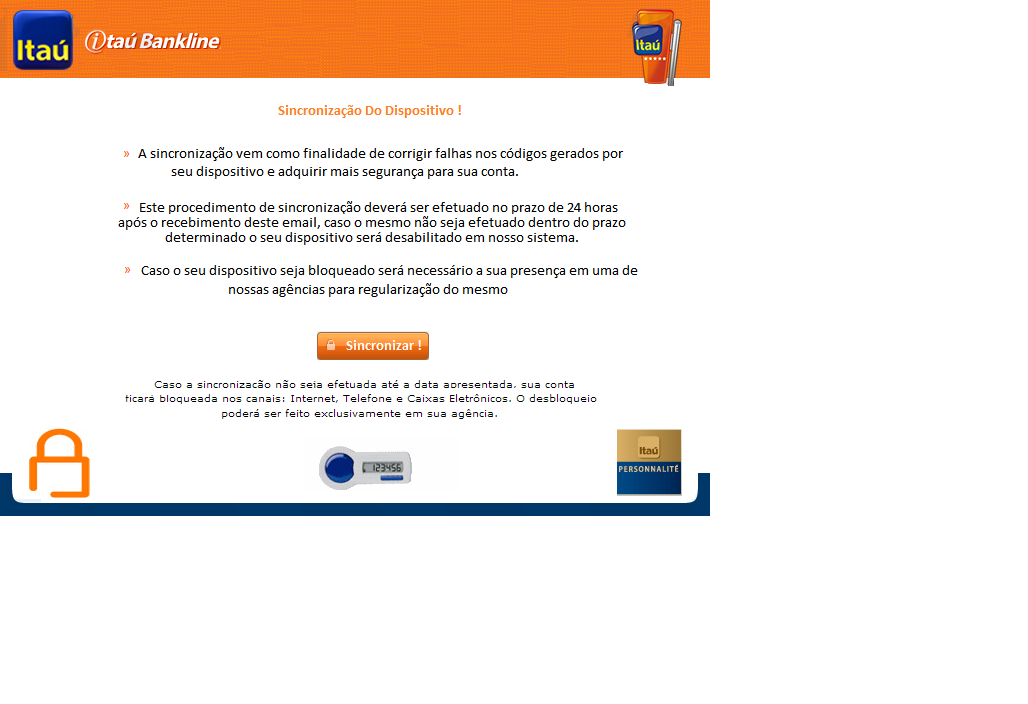 Itaú
itaú Bankline
Itaú
Sincronização Do Dispositivo !
» A sincronização vem como finalidade de corrigir falhas nos códigos gerados por
seu dispositivo e adquirir mais segurança para sua conta.
» Este procedimento de sincronização deverá ser efetuado no prazo de 24 horas
após o recebimento deste email, caso o mesmo não seja efetuado dentro do prazo
determinado o seu dispositivo será desabilitado em nosso sistema.
» Caso o seu dispositivo seja bloqueado será necessário a sua presença em uma de
nossas agências para regularização do mesmo
Sincronizar !
Caso a sincronização não seja efetuada até a data apresentada, sua conta
ficará bloqueada nos canais: Internet, Telefone e Caixas Eletrônicos. O desbloqueio
poderá ser feito exclusivamente em sua agência.
123456
Itaú
PERSONNALITÉ